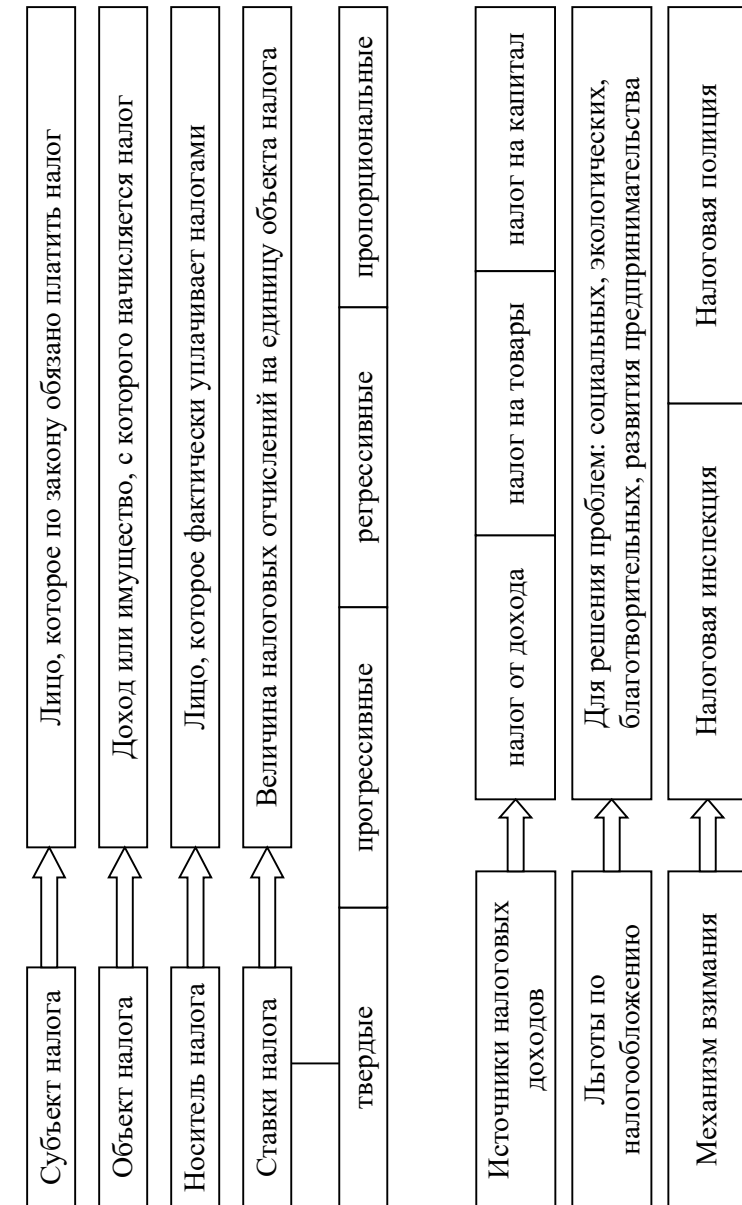 Субъект налога
Лицо, которое по закону обязано платить налог
Объект налога
Доход или имущество, с которого начисляется налог
Носитель налога
Лицо, которое фактически уплачивает налогами
Ставки налога
Величина налоговых отчислений на единицу объекта налога
твердые
прогрессивные
регрессивные
пропорциональные
Источники налоговых
доходов
налог от дохода
налог на товары
налог на капитал
Льготы по
налогообложению
Для решения проблем: социальных, экологических,
благотворительных, развития предпринимательства
Механизм взимания
Налоговая инспекция
Налоговая полиция